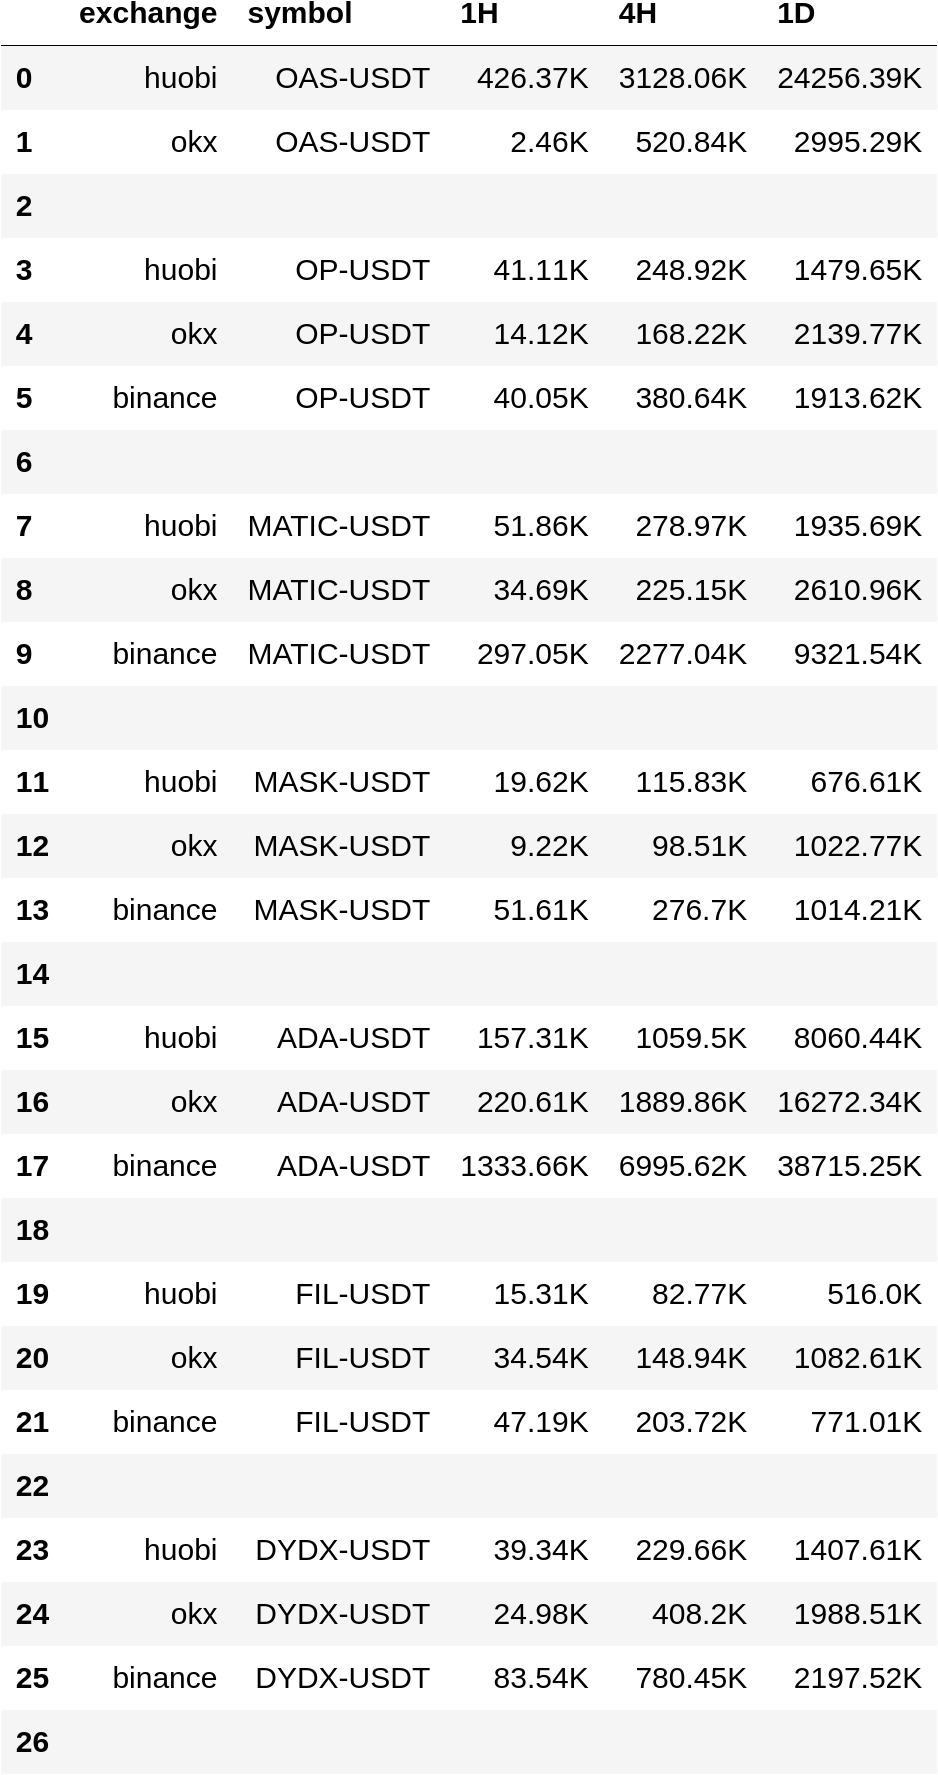 exchange symbol 1H 4H 1D
0 huobi OAS-USDT 426.37K 3128.06K 24256.39K
1 okx OAS-USDT 2.46K 520.84K 2995.29K
2
3 huobi OP-USDT 41.11K 248.92K 1479.65K
4 okx OP-USDT 14.12K 168.22K 2139.77K
5 binance OP-USDT 40.05K 380.64K 1913.62K
6
7 huobi MATIC-USDT 51.86K 278.97K 1935.69K
8 okx MATIC-USDT 34.69K 225.15K 2610.96K
9 binance MATIC-USDT 297.05K 2277.04K 9321.54K
10
11 huobi MASK-USDT 19.62K 115.83K 676.61K
12 okx MASK-USDT 9.22K 98.51K 1022.77K
13 binance MASK-USDT 51.61K 276.7K 1014.21K
14
15 huobi ADA-USDT 157.31K 1059.5K 8060.44K
16 okx ADA-USDT 220.61K 1889.86K 16272.34K
17 binance ADA-USDT 1333.66K 6995.62K 38715.25K
18
19 huobi FIL-USDT 15.31K 82.77K 516.0K
20 okx FIL-USDT 34.54K 148.94K 1082.61K
21 binance FIL-USDT 47.19K 203.72K 771.01K
22
23 huobi DYDX-USDT 39.34K 229.66K 1407.61K
24 okx DYDX-USDT 24.98K 408.2K 1988.51K
25 binance DYDX-USDT 83.54K 780.45K 2197.52K
26